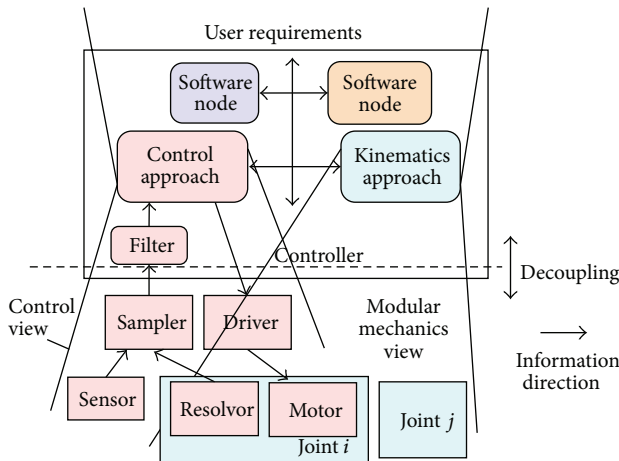 User requirements
Software
node
Software
node
Control
approach
Kinematics
approach
Filter
Controller
Decoupling
Control
view
Sampler
Driver
Modular
mechanics
view
Information
direction
Sensor
Resolvor
Motor
Joint i
Joint j